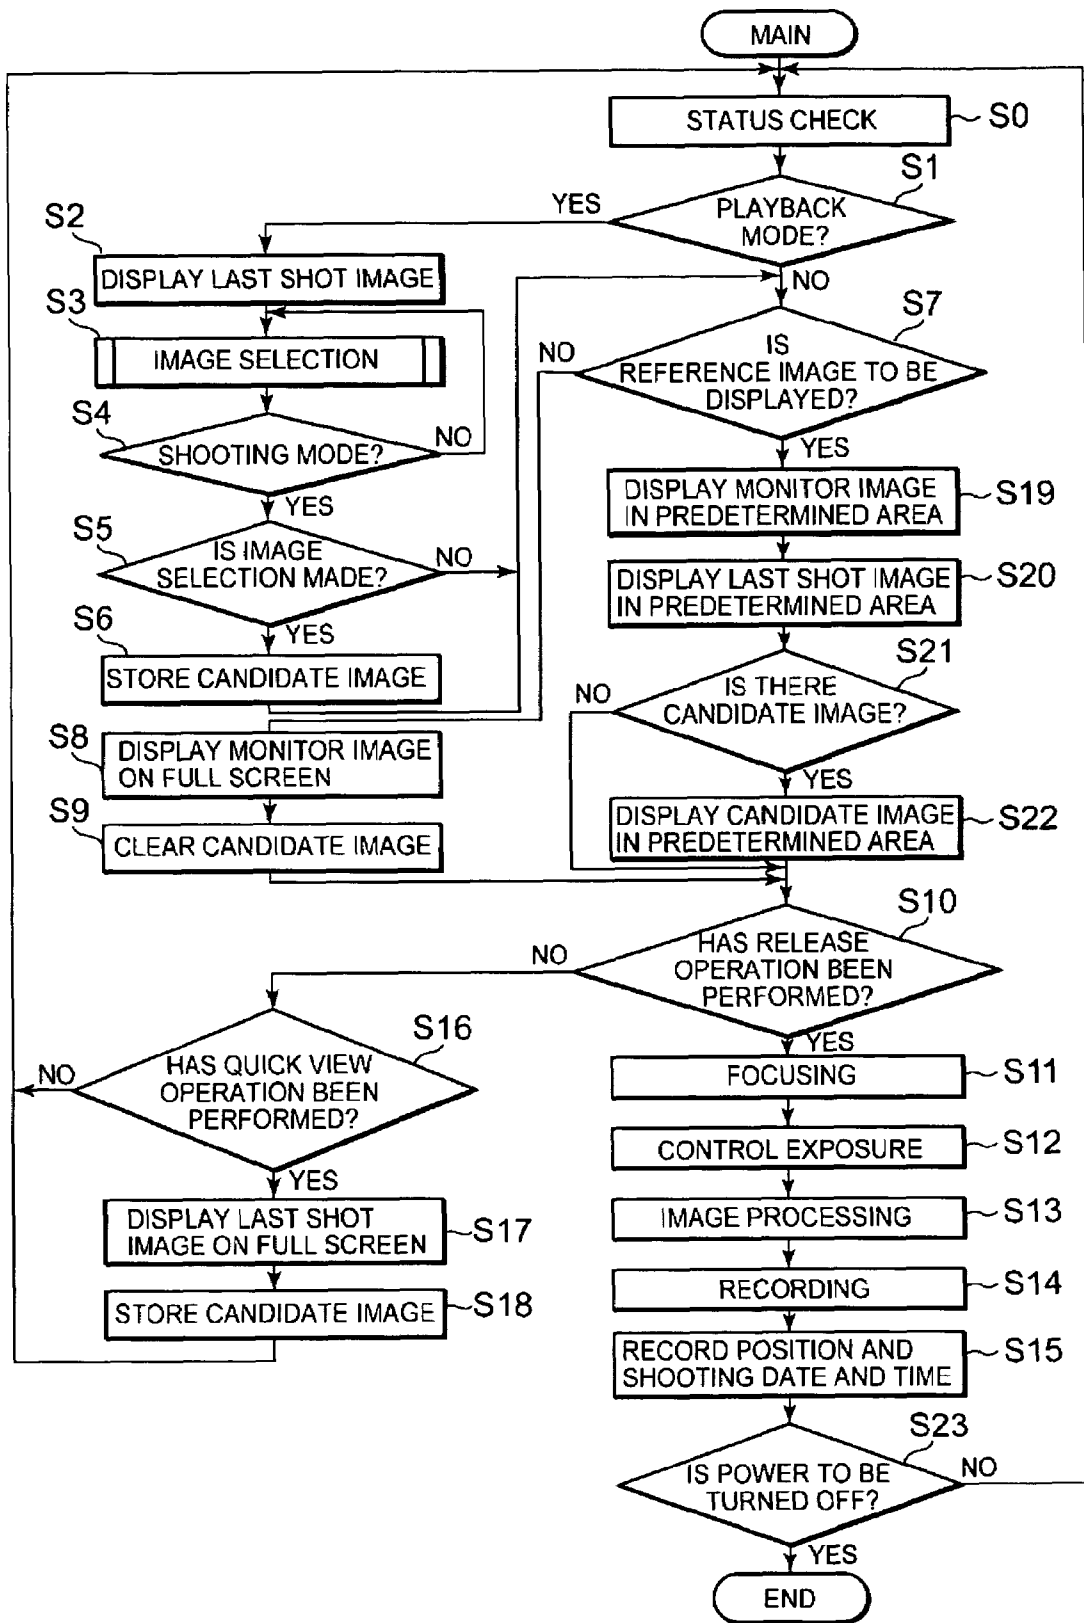 MAIN
STATUS CHECK
S0
S1
PLAYBACK
MODE?
YES
NO
S2
DISPLAY LAST SHOT IMAGE
S3
IMAGE SELECTION
S4
SHOOTING MODE?
NO
YES
S5
IS IMAGE
SELECTION MADE?
NO
YES
S6
STORE CANDIDATE IMAGE
S7
IS
REFERENCE IMAGE TO BE
DISPLAYED?
NO
YES
S8
DISPLAY MONITOR IMAGE
ON FULL SCREEN
S9
CLEAR CANDIDATE IMAGE
DISPLAY MONITOR IMAGE
IN PREDETERMINED AREA
S19
DISPLAY LAST SHOT IMAGE
IN PREDETERMINED AREA
S20
S21
IS THERE
CANDIDATE IMAGE?
NO
YES
DISPLAY CANDIDATE IMAGE
IN PREDETERMINED AREA
S22
S10
HAS RELEASE
OPERATION BEEN
PERFORMED?
NO
YES
S16
HAS QUICK VIEW
OPERATION BEEN
PERFORMED?
NO
YES
DISPLAY LAST SHOT
IMAGE ON FULL SCREEN
S17
STORE CANDIDATE IMAGE
S18
FOCUSING
S11
CONTROL EXPOSURE
S12
IMAGE PROCESSING
S13
RECORDING
S14
RECORD POSITION AND
SHOOTING DATE AND TIME
S15
S23
IS POWER TO BE
TURNED OFF?
NO
YES
END